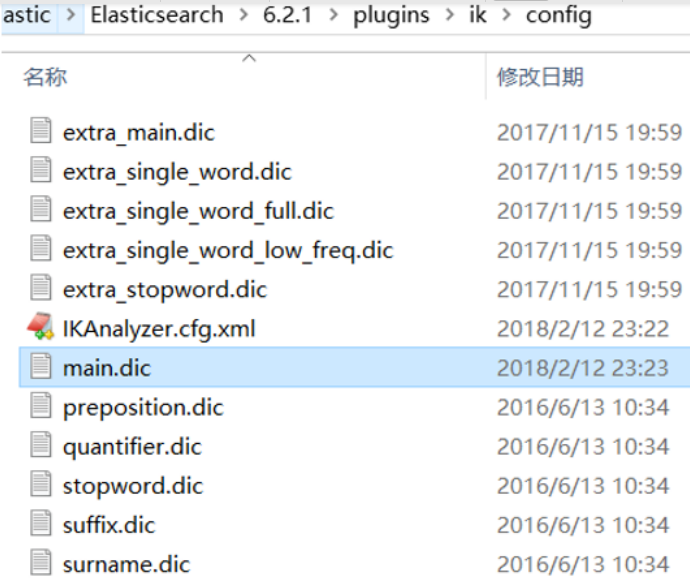 astic > Elasticsearch > 6.2.1 > plugins > ik > config
名称 修改日期
extra_main.dic 2017/11/15 19:59
extra_single_word.dic 2017/11/15 19:59
extra_single_word_full.dic 2017/11/15 19:59
extra_single_word_low_freq.dic 2017/11/15 19:59
extra_stopword.dic 2017/11/15 19:59
IKAnalyzer.cfg.xml 2018/2/12 23:22
main.dic 2018/2/12 23:23
preposition.dic 2016/6/13 10:34
quantifier.dic 2016/6/13 10:34
stopword.dic 2016/6/13 10:34
suffix.dic 2016/6/13 10:34
surname.dic 2016/6/13 10:34